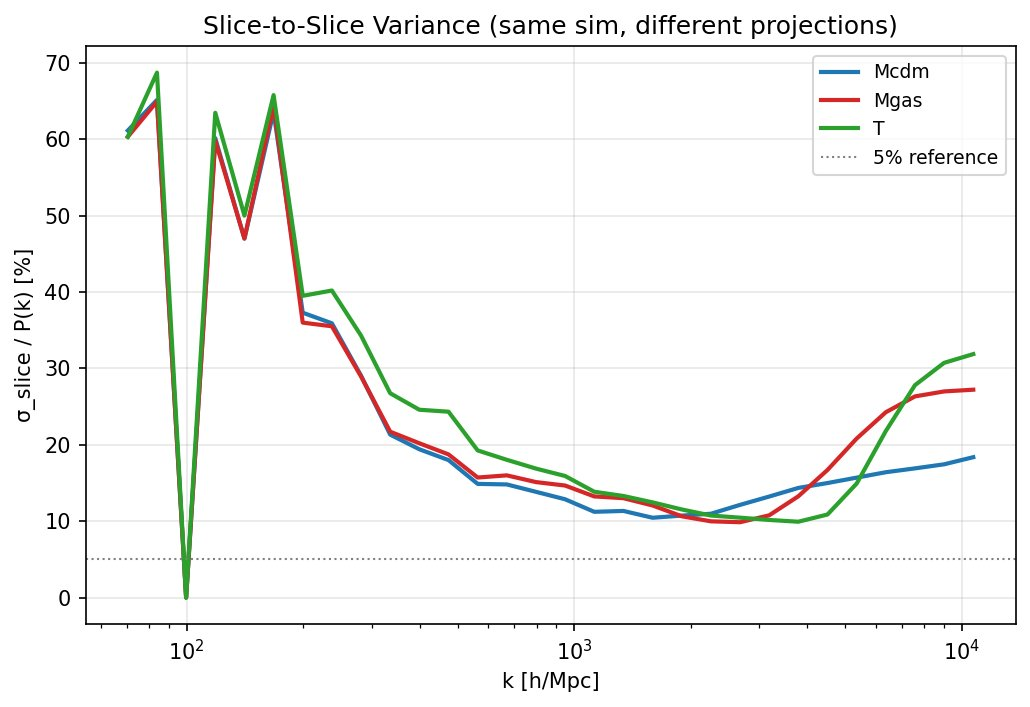 Slice-to-Slice Variance (same sim, different projections)
σ_slice / P(k) [%]
70
60
50
40
30
20
10
0
Mcdm
Mgas
T
5% reference
10²
10³
10⁴
k [h/Mpc]